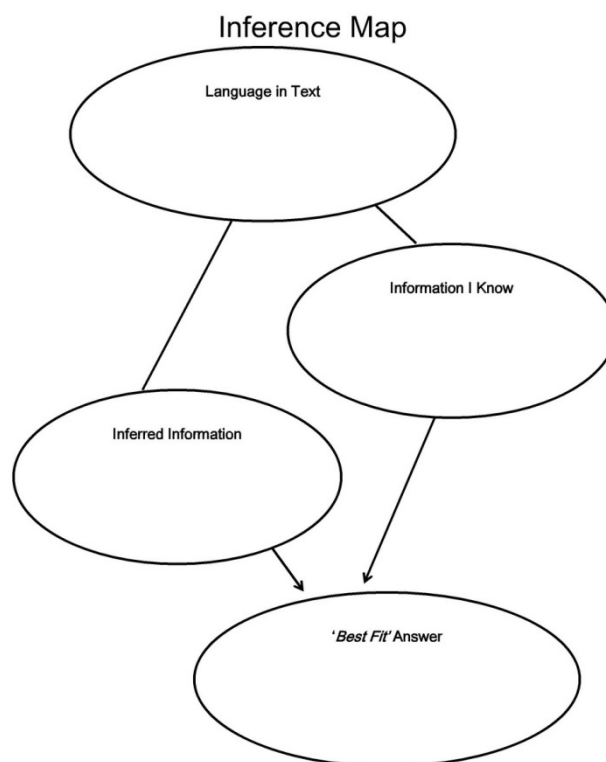 Inference Map
Language in Text
Information I Know
Inferred Information
‘Best Fit’ Answer